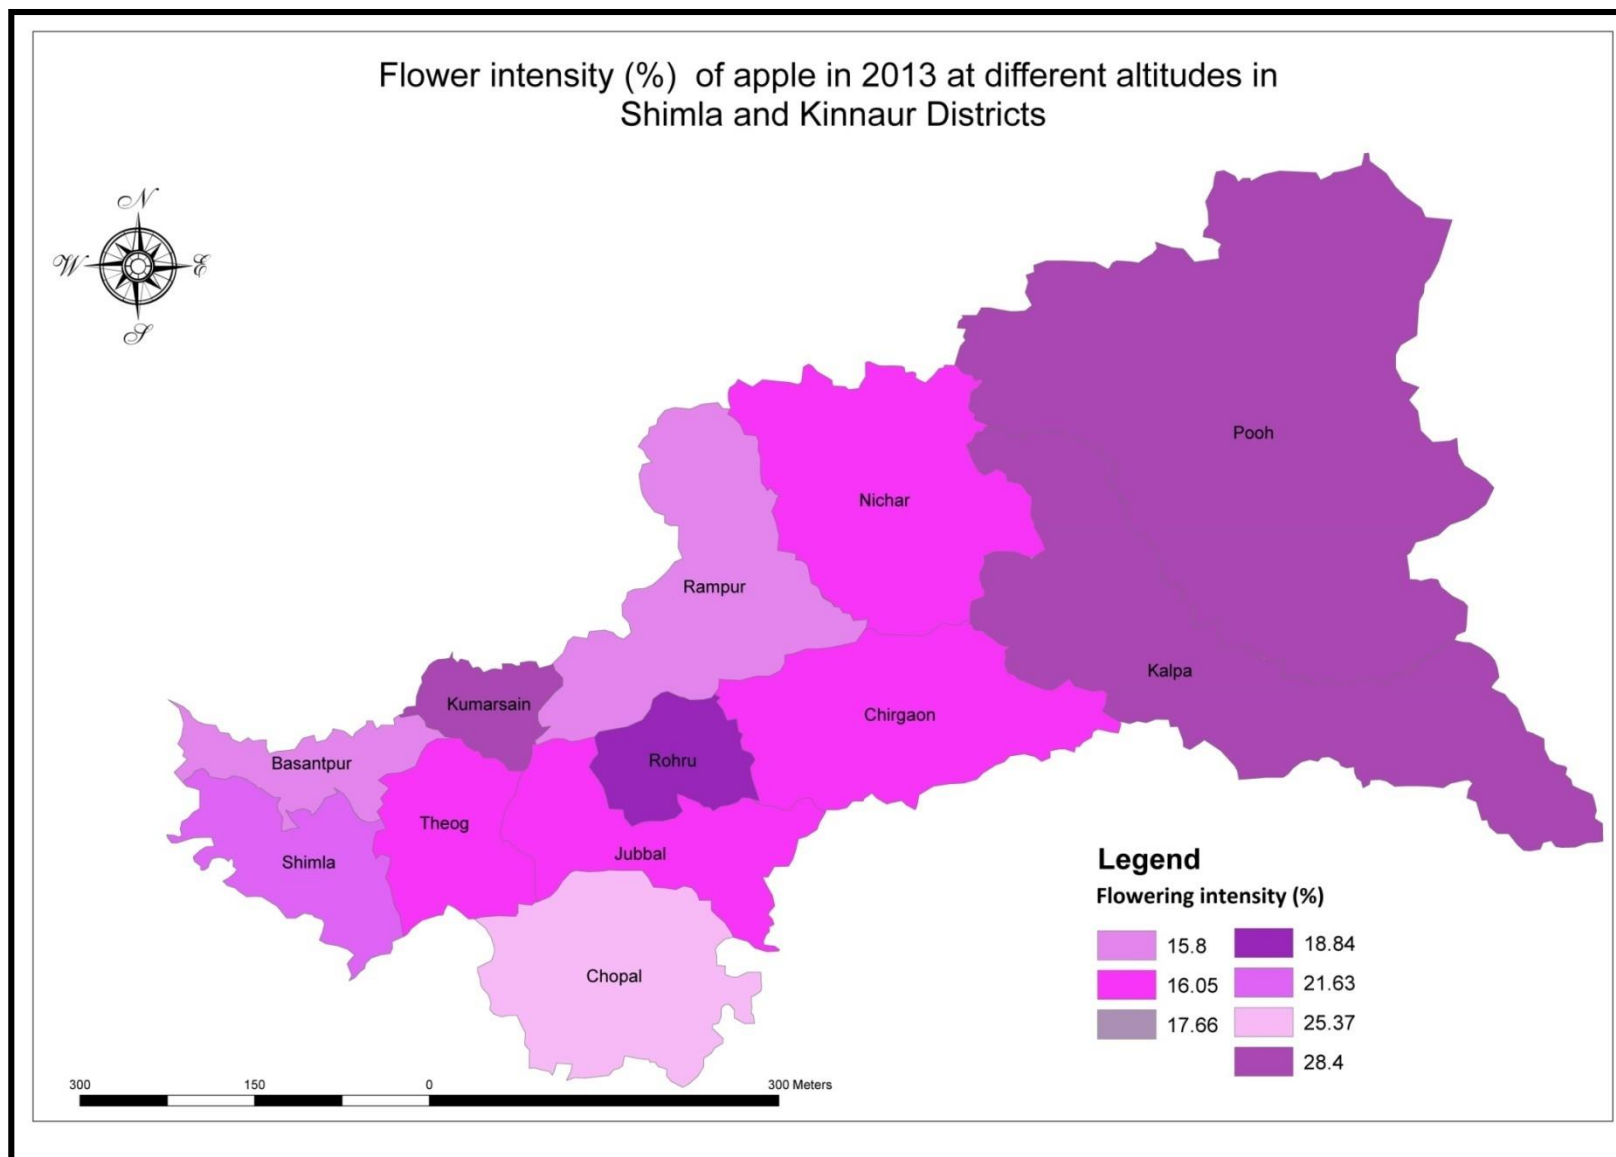 Flower intensity (%) of apple in 2013 at different altitudes in
Shimla and Kinnaur Districts
N
W E
S
Pooh
Nichar
Rampur
Kalpa
Kumarsain
Chirgaon
Basantpur
Rohru
Theog
Jubbal
Shimla
Chopal
Legend
Flowering intensity (%)
15.8
16.05
17.66
18.84
21.63
25.37
28.4
300 150 0 300 Meters